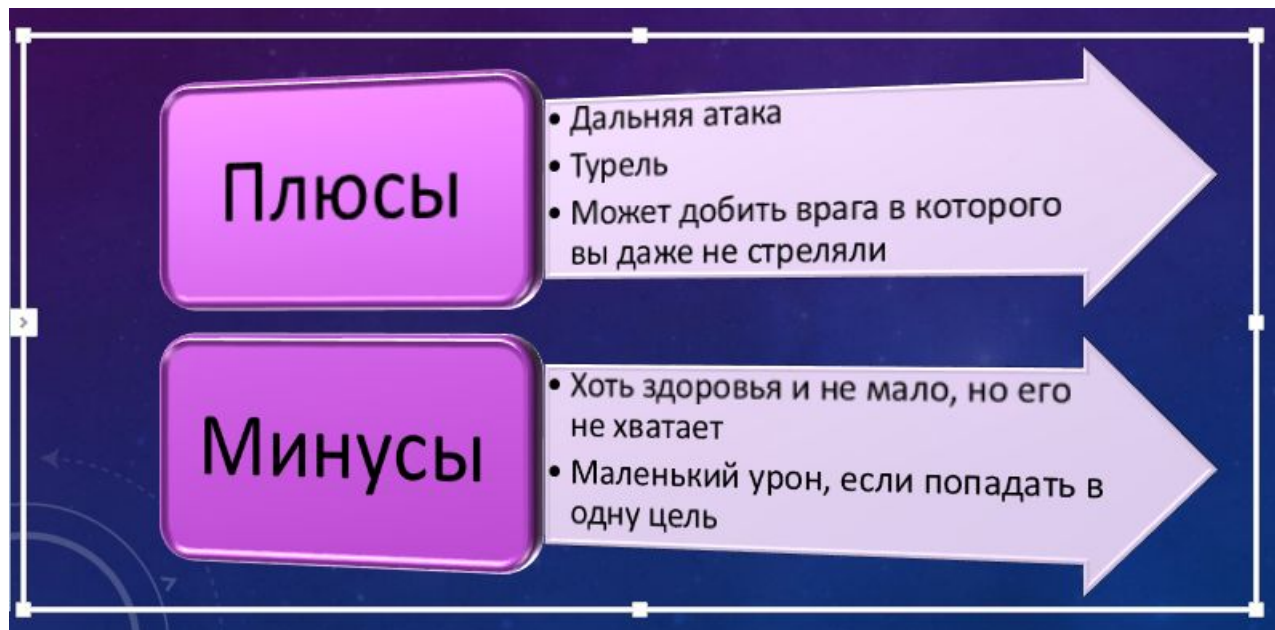 Плюсы
• Дальняя атака
• Турель
• Может добить врага в которого
вы даже не стреляли
Минусы
• Хоть здоровья и не мало, но его
не хватает
• Маленький урон, если попадать в
одну цель